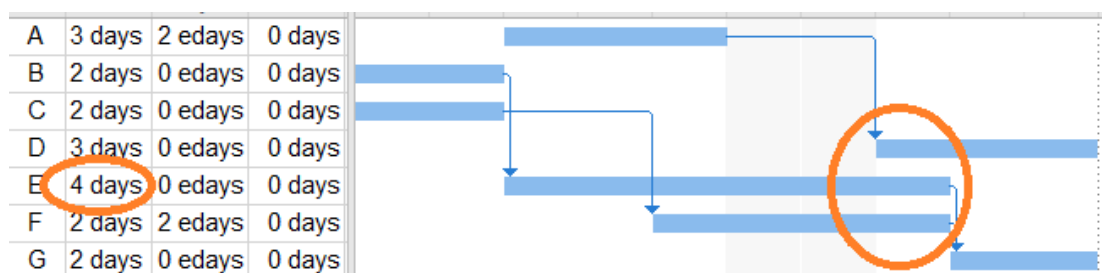 A 3 days 2 edays 0 days
B 2 days 0 edays 0 days
C 2 days 0 edays 0 days
D 3 days 0 edays 0 days
E 4 days 0 edays 0 days
F 2 days 2 edays 0 days
G 2 days 0 edays 0 days